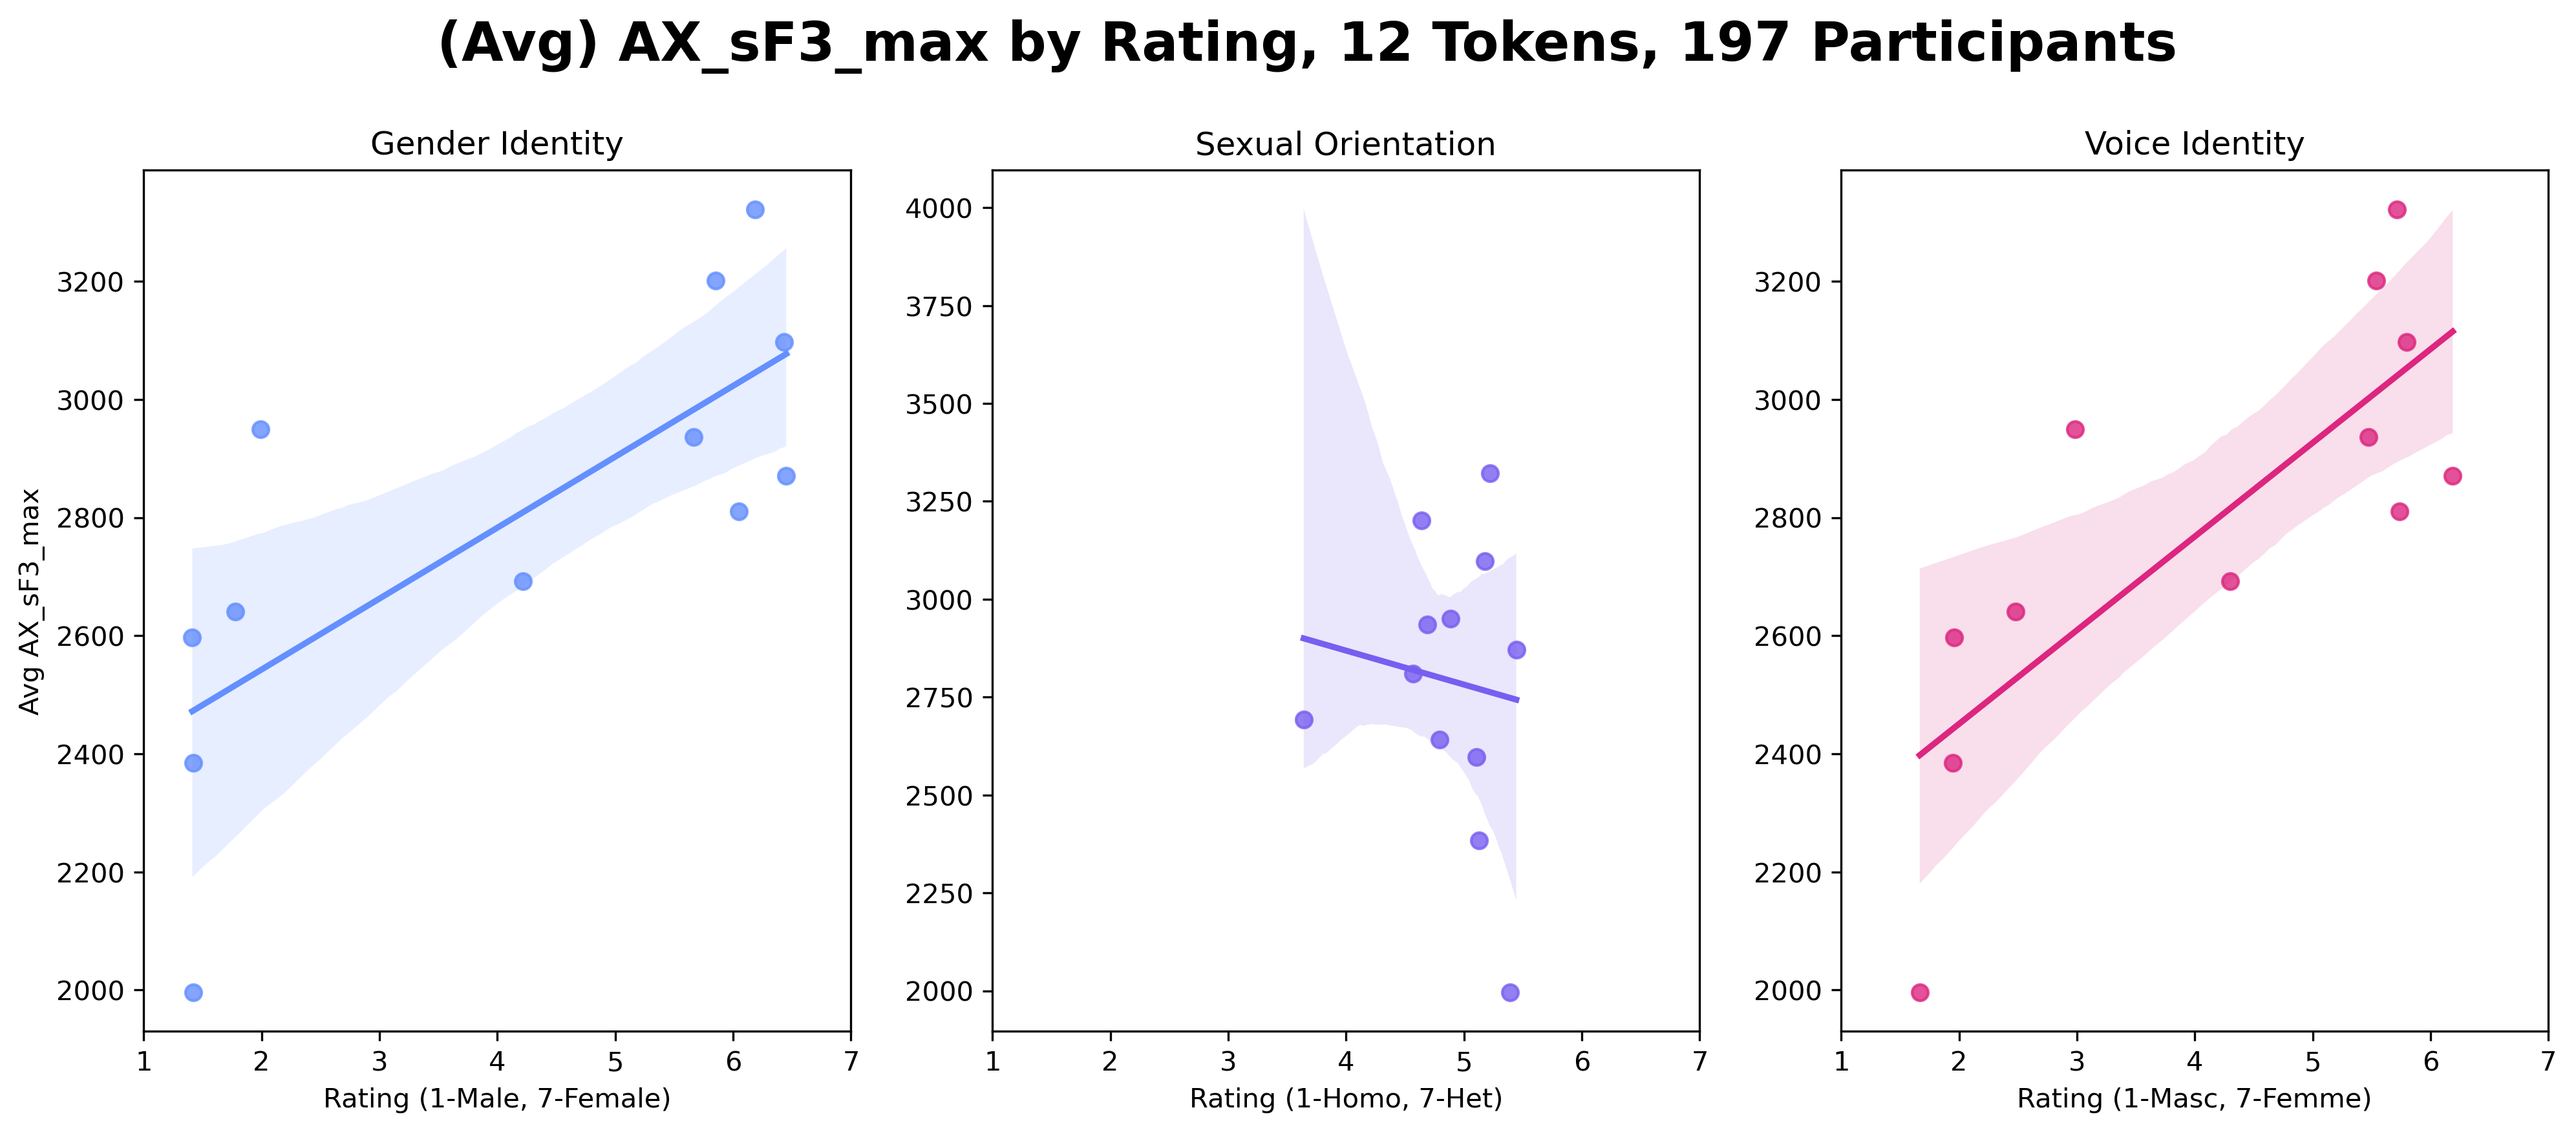 (Avg) AX_sF3_max by Rating, 12 Tokens, 197 Participants
Gender Identity
Avg AX_sF3_max
3200
3000
2800
2600
2400
2200
2000
1 2 3 4 5 6 7
Rating (1-Male, 7-Female)
Sexual Orientation
4000
3750
3500
3250
3000
2750
2500
2250
2000
1 2 3 4 5 6 7
Rating (1-Homo, 7-Het)
Voice Identity
3200
3000
2800
2600
2400
2200
2000
1 2 3 4 5 6 7
Rating (1-Masc, 7-Femme)